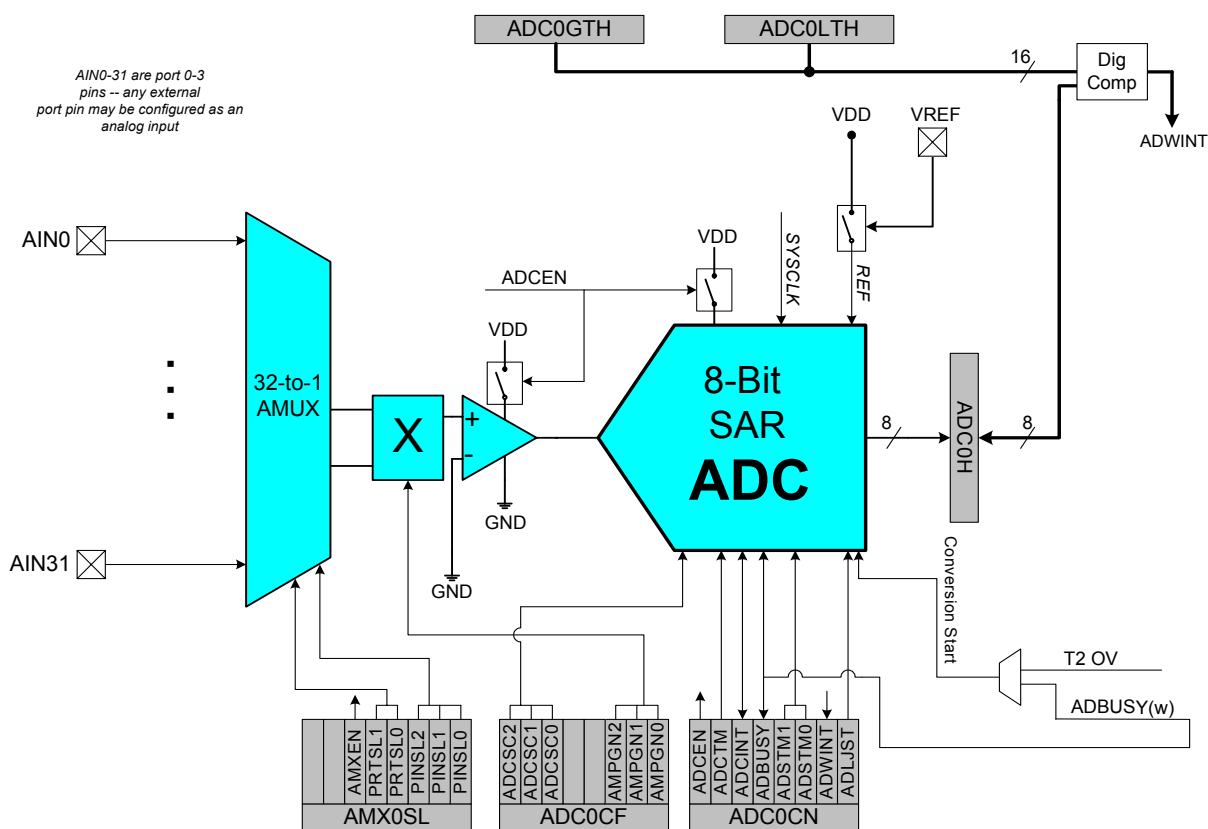 ADC0GTH
ADC0LTH
16
Dig
Comp
ADWINT
AIN0-31 are port 0-3
pins -- any external
port pin may be configured as an
analog input
VDD
VREF
AIN0
ADCEN
VDD
SYSCLK
REF
VDD
32-to-1
AMUX
X
+
-
8-Bit
SAR
ADC
8
ADC0H
8
GND
GND
AIN31
Conversion Start
T2 OV
ADBUSY(w)
AMXEN
PRTSL1
PRTSL0
PINSL2
PINSL1
PINSL0
AMX0SL
ADCSC2
ADCSC1
ADCSC0
AMPGN2
AMPGN1
AMPGN0
ADC0CF
ADCEN
ADCTM
ADCINT
ADBUSY
ADSTM1
ADSTM0
ADWINT
ADLJST
ADC0CN